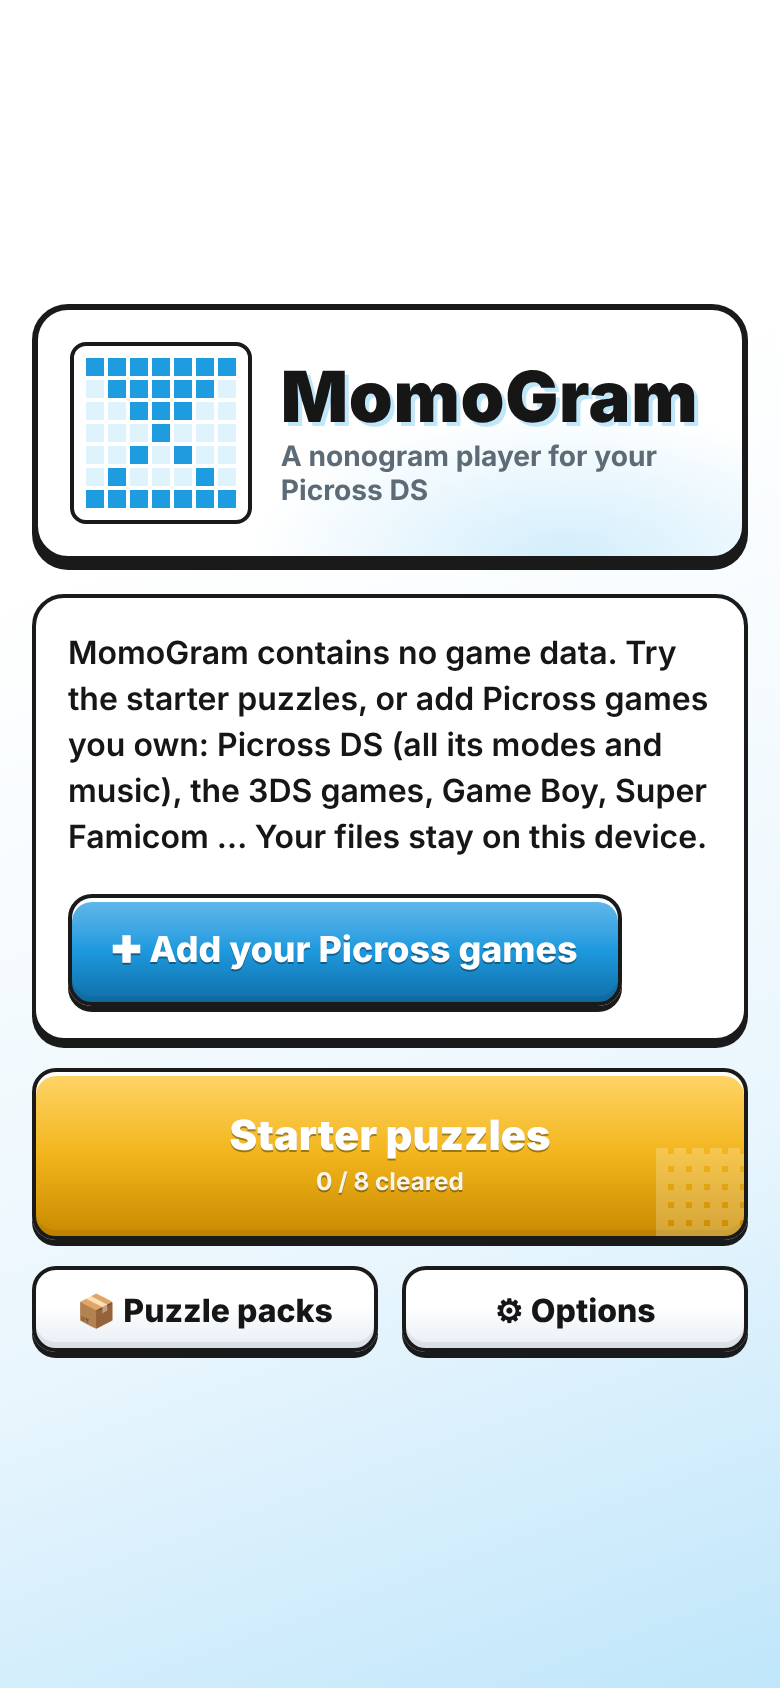 MomoGram
A nonogram player for your
Picross DS
MomoGram contains no game data. Try
the starter puzzles, or add Picross games
you own: Picross DS (all its modes and
music), the 3DS games, Game Boy, Super
Famicom … Your files stay on this device.
✚ Add your Picross games
Starter puzzles
0 / 8 cleared
📦 Puzzle packs
⚙ Options